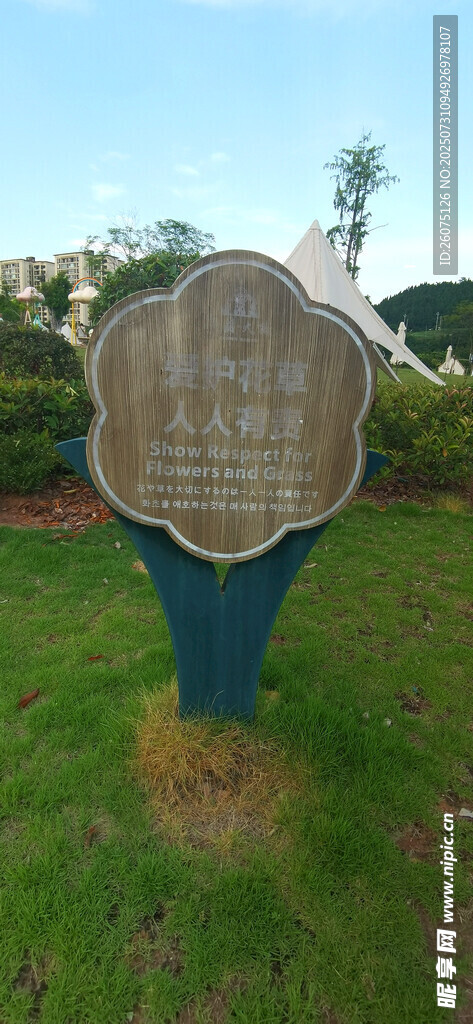 爱护花草
人人有责
Show Respect for
Flowers and Grass
花や草を大切にするのは一人一人の責任です
화초를 애호하는것은 매 사람의 책임입니다
ID:26075126 NO:20250731094926978107
昵享网 www.nipic.cn